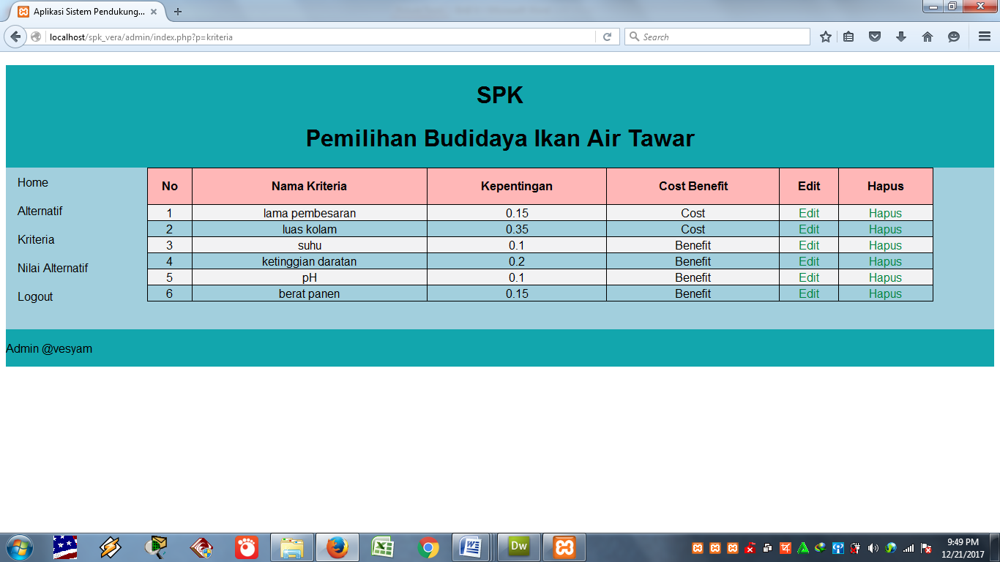 Aplikasi Sistem Pendukung...
localhost/spk_vera/admin/index.php?p=kriteria
Search
SPK
Pemilihan Budidaya Ikan Air Tawar
Home
Alternatif
Kriteria
Nilai Alternatif
Logout
No Nama Kriteria Kepentingan Cost Benefit Edit Hapus
1 lama pembesaran 0.15 Cost Edit Hapus
2 luas kolam 0.35 Cost Edit Hapus
3 suhu 0.1 Benefit Edit Hapus
4 ketinggian daratan 0.2 Benefit Edit Hapus
5 pH 0.1 Benefit Edit Hapus
6 berat panen 0.15 Benefit Edit Hapus
Admin @vesyam
Dw
9:49 PM
12/21/2017